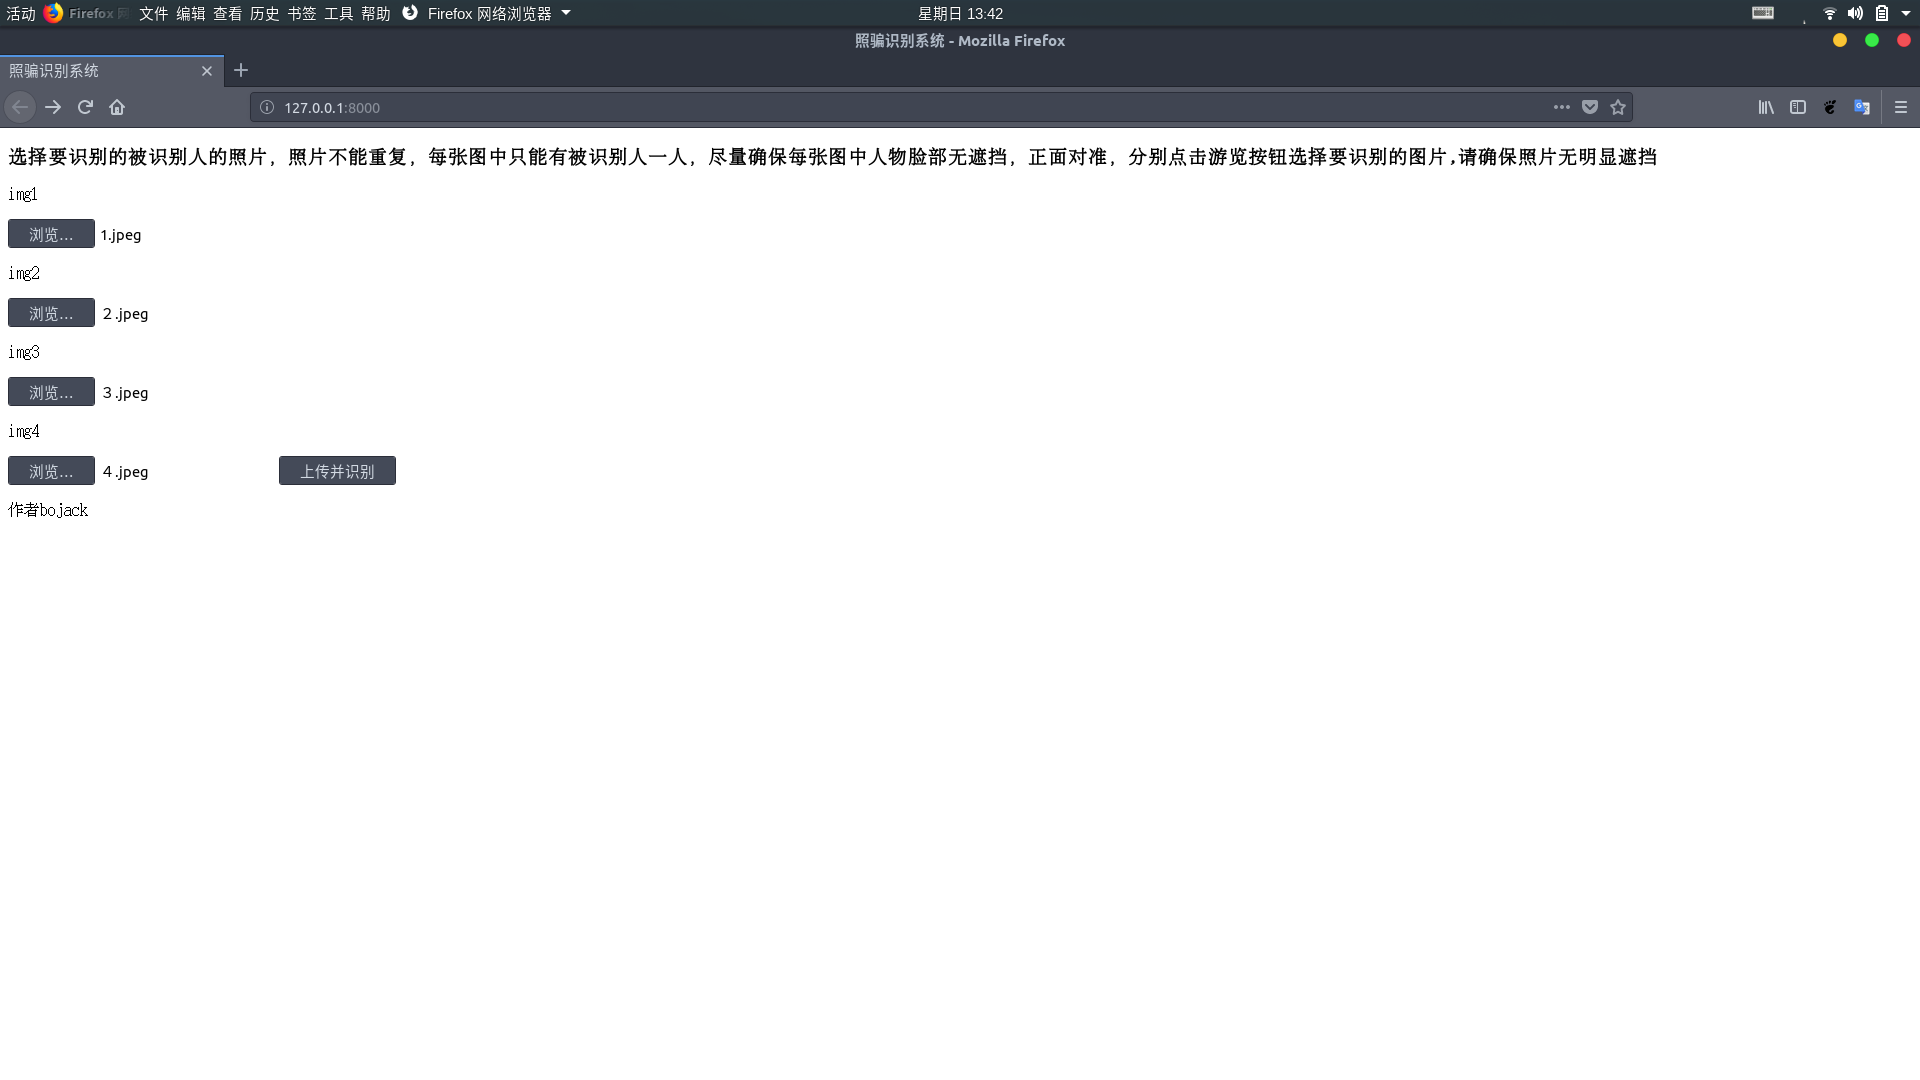 活动 Firefox 网 文件 编辑 查看 历史 书签 工具 帮助 Firefox 网络浏览器 星期日 13:42
照骗识别系统 - Mozilla Firefox
照骗识别系统
127.0.0.1:8000
选择要识别的被识别人的照片，照片不能重复，每张图中只能有被识别人一人，尽量确保每张图中人物脸部无遮挡，正面对准，分别点击游览按钮选择要识别的图片,请确保照片无明显遮挡
img1
浏览… 1.jpeg
img2
浏览… 2 .jpeg
img3
浏览… 3 .jpeg
img4
浏览… 4 .jpeg 上传并识别
作者bojack